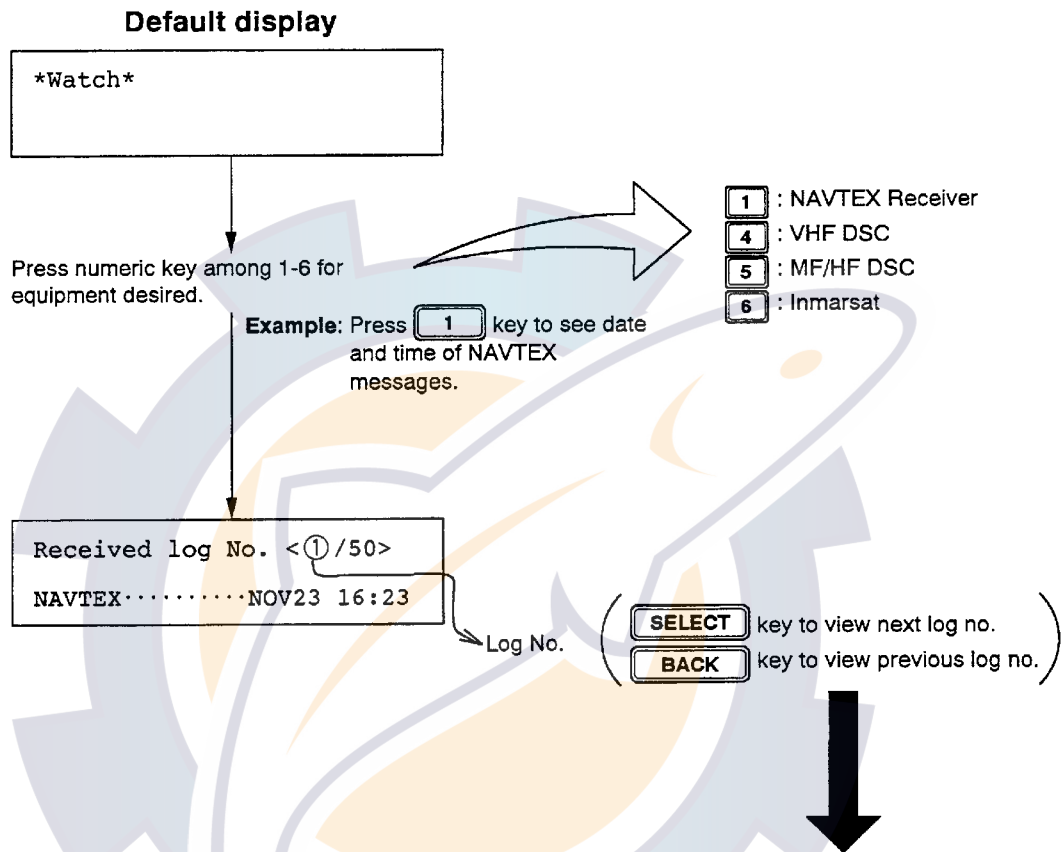 Default display
*Watch*
Press numeric key among 1-6 for
equipment desired.
1 : NAVTEX Receiver
4 : VHF DSC
5 : MF/HF DSC
6 : Inmarsat
Example: Press 1 key to see date
and time of NAVTEX
messages.
Received log No. <①/50>
NAVTEX··········NOV23 16:23
Log No.
SELECT key to view next log no.
BACK key to view previous log no.